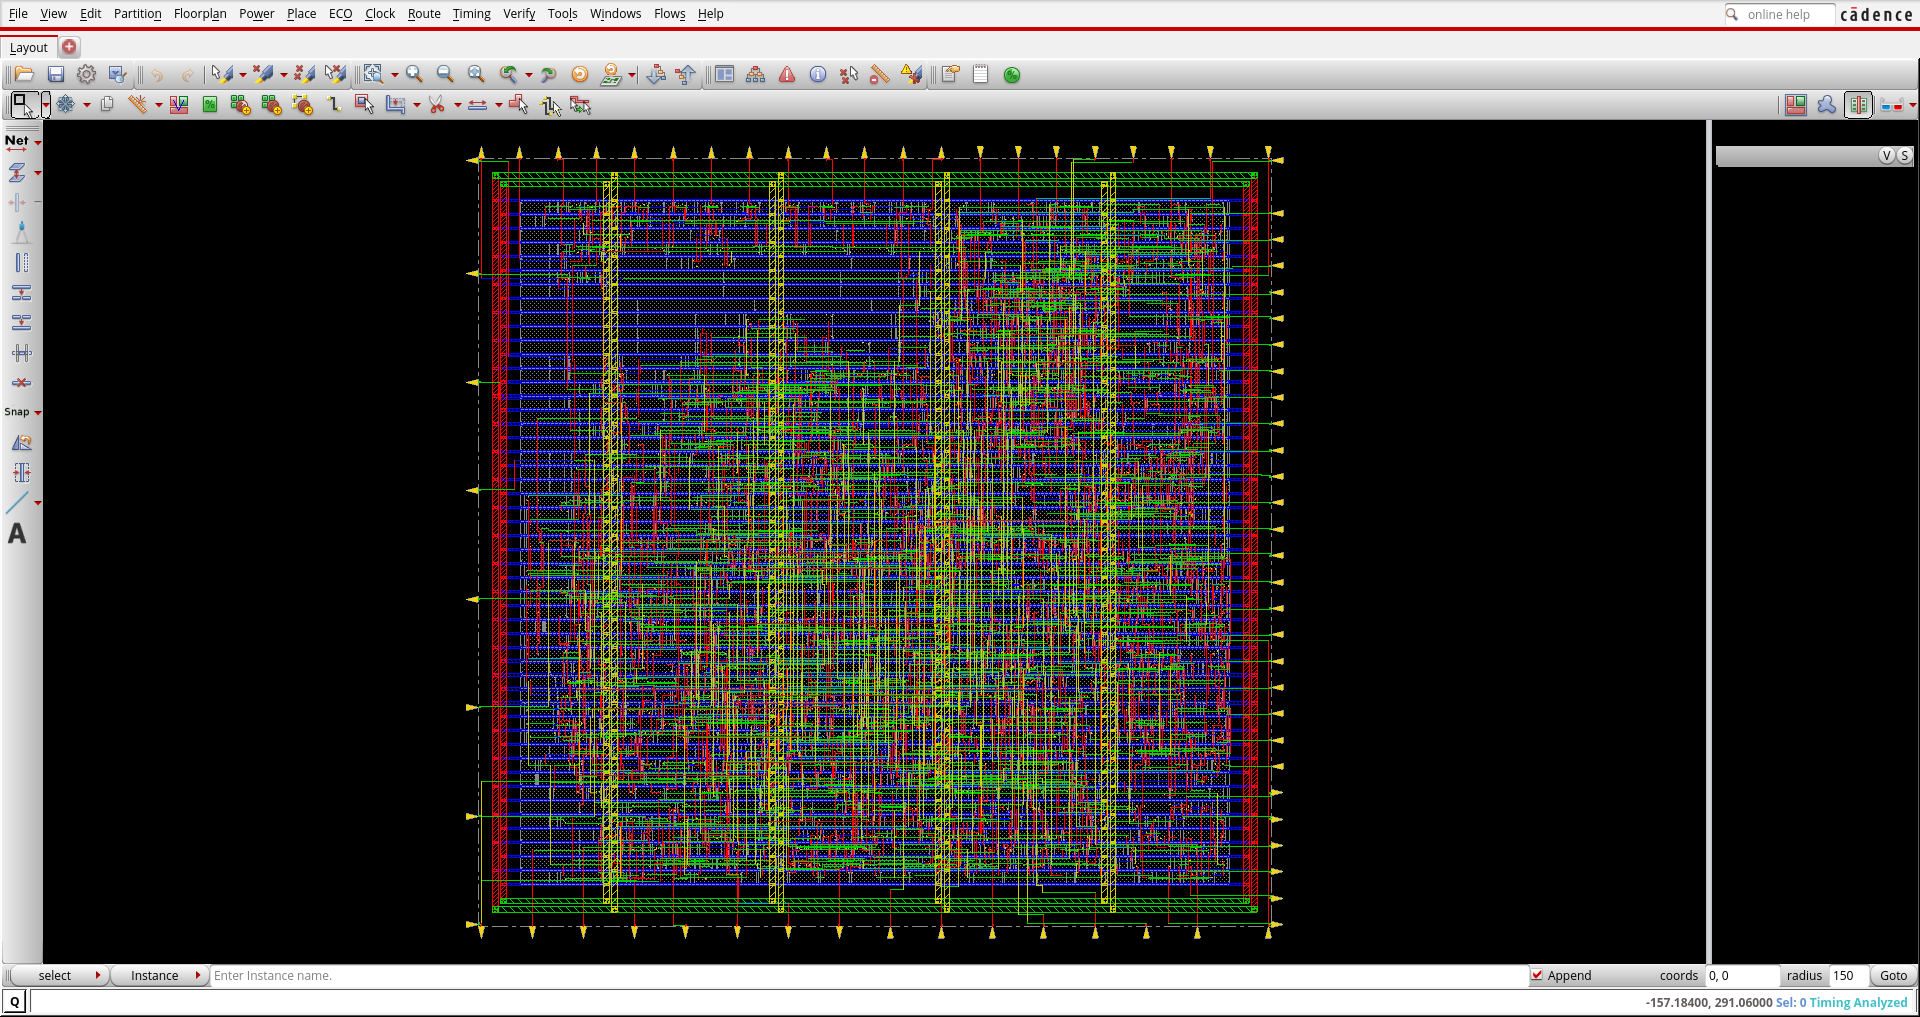 File View Edit Partition Floorplan Power Place ECO Clock Route Timing Verify Tools Windows Flows Help
online help
cādence
Layout
Net
Snap
A
V S
select Instance Enter Instance name. Append coords 0, 0 radius 150 Goto
Q -157.18400, 291.06000 Sel: 0 Timing Analyzed